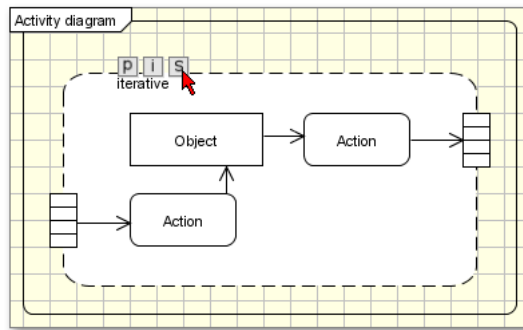 Activity diagram
p i s
iterative
Object
Action
Action